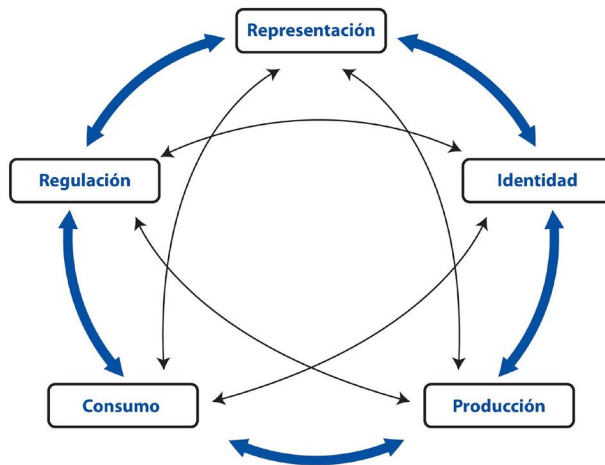 Representación
Regulación
Identidad
Consumo
Producción